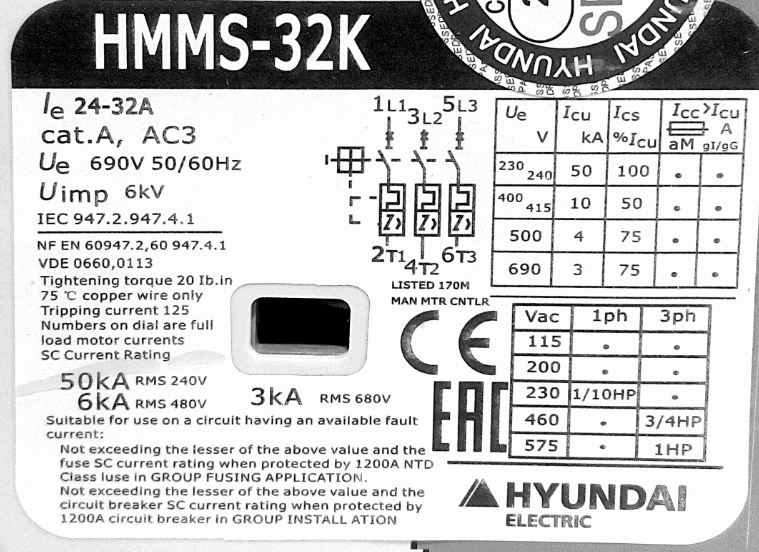 HMMS-32K
HYUNDAI HYUNDAI
Ie 24-32A
cat.A, AC3
Ue 690V 50/60Hz
Uimp 6kV
IEC 947.2.947.4.1
NF EN 60947.2,60 947.4.1
VDE 0660,0113
Tightening torque 20 Ib.in
75 ℃ copper wire only
Tripping current 125
Numbers on dial are full
load motor currents
SC Current Rating
50kA RMS 240V
6kA RMS 480V
3kA RMS 680V
Suitable for use on a circuit having an available fault
current:
Not exceeding the lesser of the above value and the
fuse SC current rating when protected by 1200A NTD
Class luse in GROUP FUSING APPLICATION.
Not exceeding the lesser of the above value and the
circuit breaker SC current rating when protected by
1200A circuit breaker in GROUP INSTALL ATION
1L1 3L2 5L3
I> I> I>
2T1 4T2 6T3
LISTED 170M
MAN MTR CNTLR
CE
EAC
Ue V Icu kA Ics %Icu Icc>Icu A aM gI/gG
230 240 50 100 • •
400 415 10 50 • •
500 4 75 • •
690 3 75 • •
Vac 1ph 3ph
115 • •
200 • •
230 1/10HP •
460 • 3/4HP
575 • 1HP
HYUNDAI
ELECTRIC